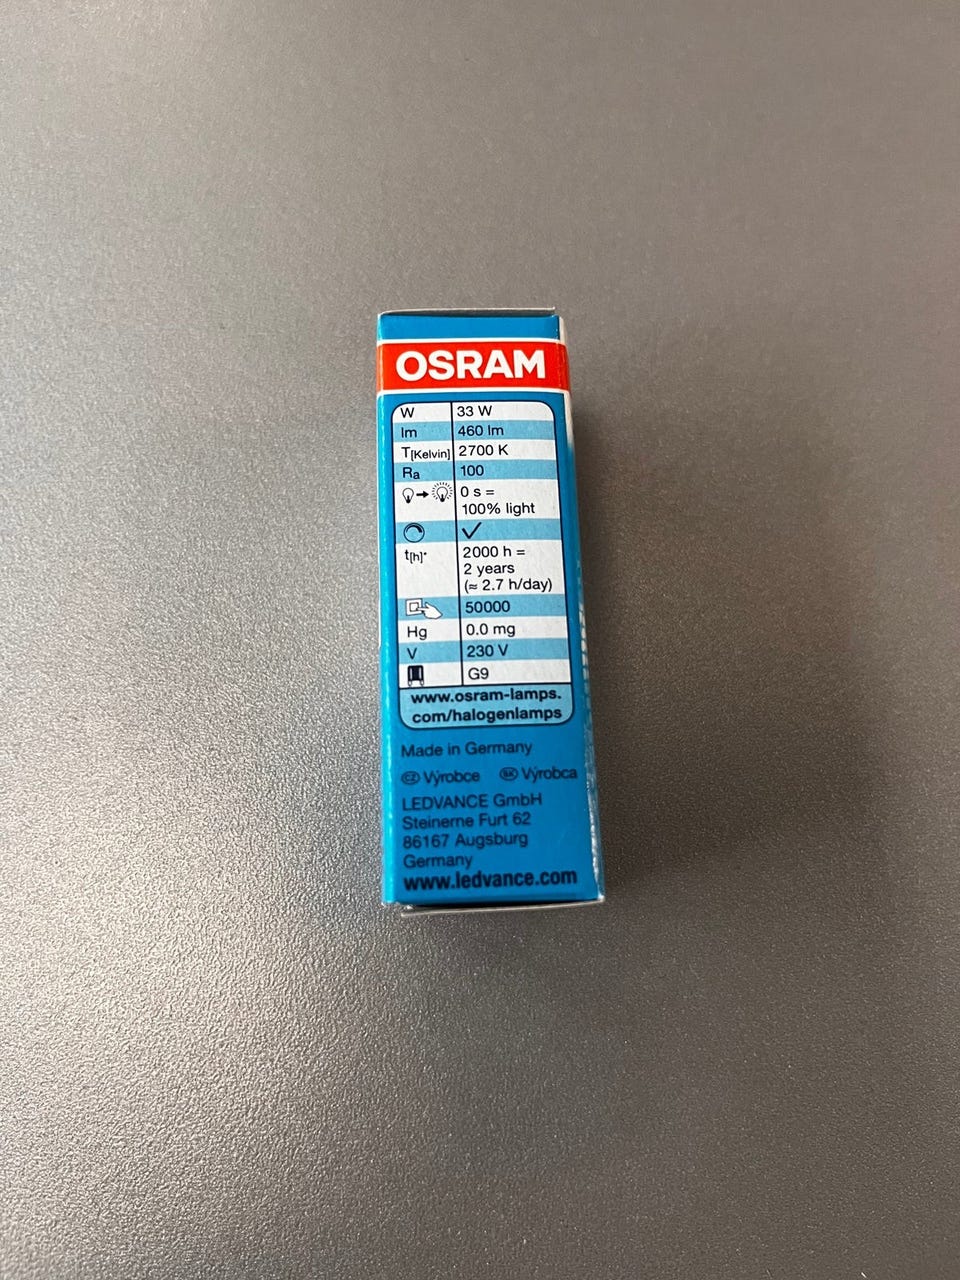 OSRAM
W 33 W
lm 460 lm
T[Kelvin] 2700 K
Ra 100
0 s =
100% light
t[h]* 2000 h =
2 years
(≈ 2.7 h/day)
50000
Hg 0.0 mg
V 230 V
G9
www.osram-lamps.
com/halogenlamps
Made in Germany
CZ Výrobce SK Výrobca
LEDVANCE GmbH
Steinerne Furt 62
86167 Augsburg
Germany
www.ledvance.com